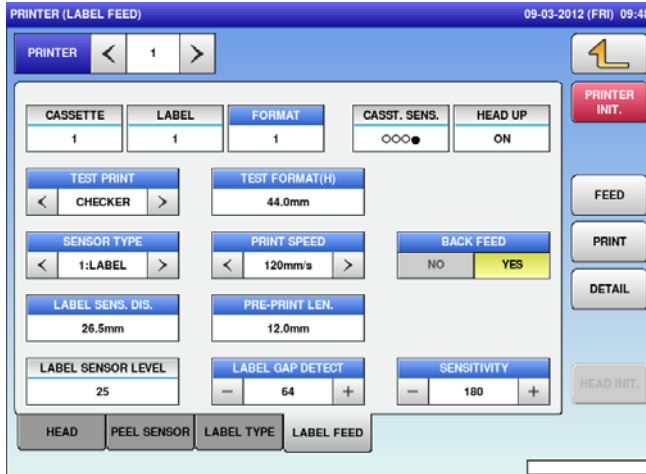 PRINTER (LABEL FEED) 09-03-2012 (FRI) 09:48
PRINTER < 1 >
PRINTER INIT.
CASSETTE LABEL FORMAT CASST. SENS. HEAD UP
1 1 1 ○○○● ON
TEST PRINT TEST FORMAT(H)
< CHECKER > 44.0mm
FEED
SENSOR TYPE PRINT SPEED BACK FEED
< 1:LABEL > < 120mm/s > NO YES
PRINT
DETAIL
LABEL SENS. DIS. PRE-PRINT LEN.
26.5mm 12.0mm
LABEL SENSOR LEVEL LABEL GAP DETECT SENSITIVITY
25 − 64 + − 180 +
HEAD INIT.
HEAD PEEL SENSOR LABEL TYPE LABEL FEED